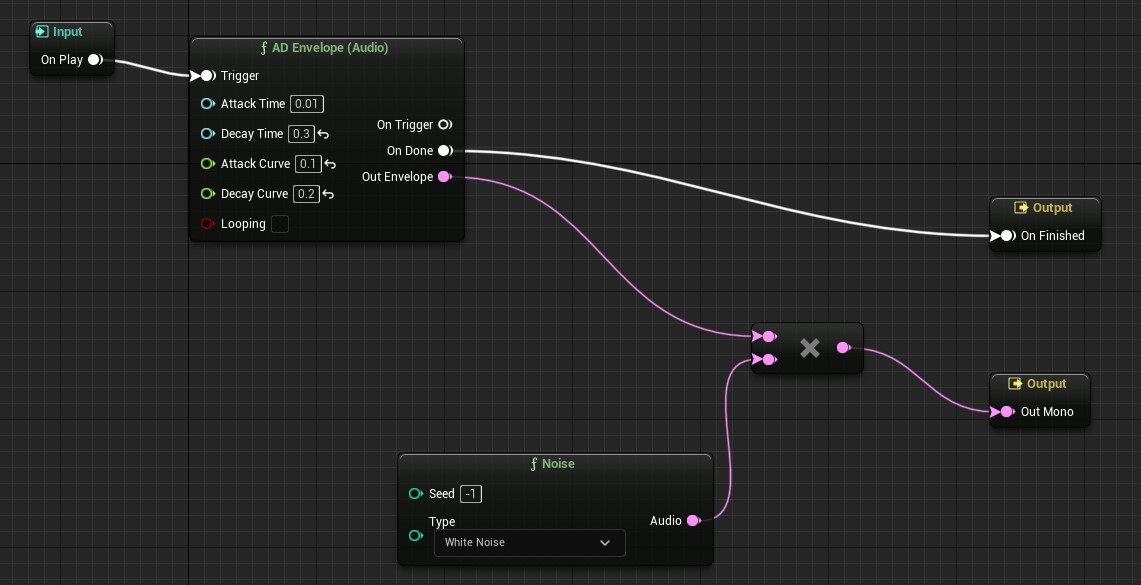 Input
On Play
AD Envelope (Audio)
Trigger
Attack Time 0.01
Decay Time 0.3
Attack Curve 0.1
Decay Curve 0.2
Looping
On Trigger
On Done
Out Envelope
Output
On Finished
Output
Out Mono
Noise
Seed -1
Type
White Noise
Audio